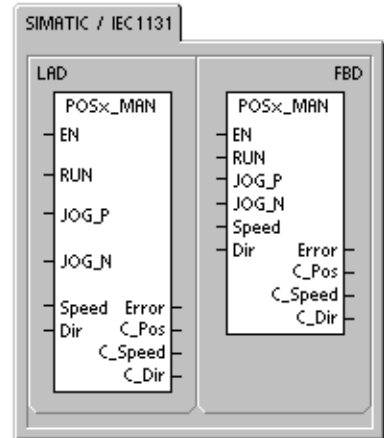 SIMATIC / IEC1131
LAD
POSx_MAN
EN
RUN
JOG_P
JOG_N
Speed Error
Dir C_Pos
C_Speed
C_Dir
FBD
POSx_MAN
EN
RUN
JOG_P
JOG_N
Speed
Dir Error
C_Pos
C_Speed
C_Dir